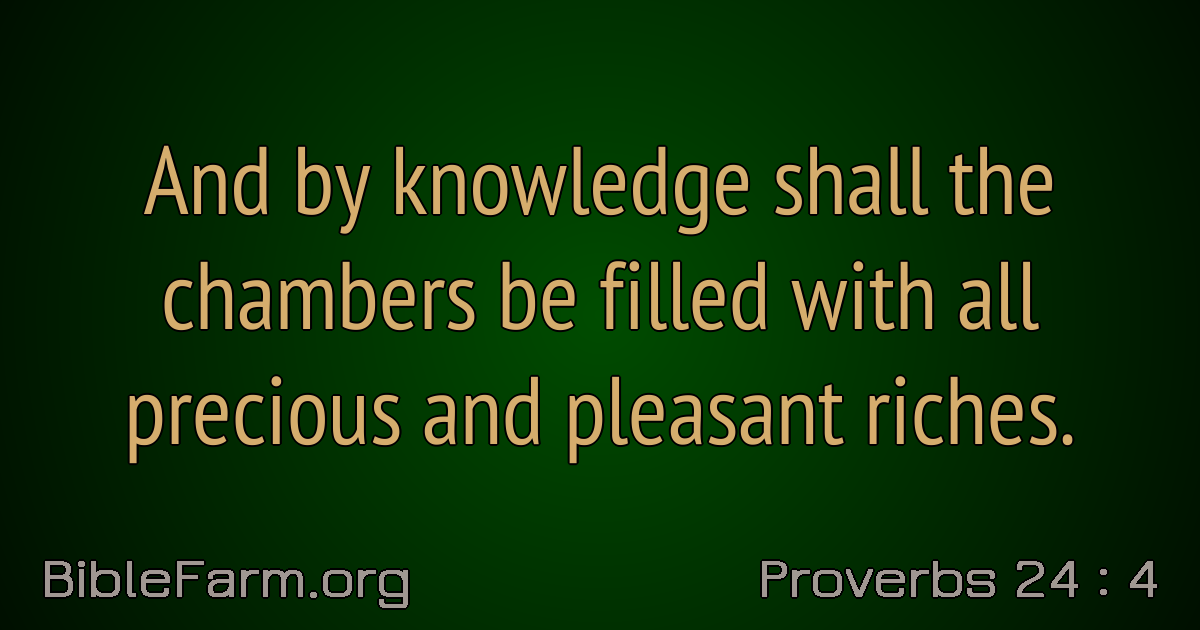 And by knowledge shall the
chambers be filled with all
precious and pleasant riches.
BibleFarm.org
Proverbs 24 : 4